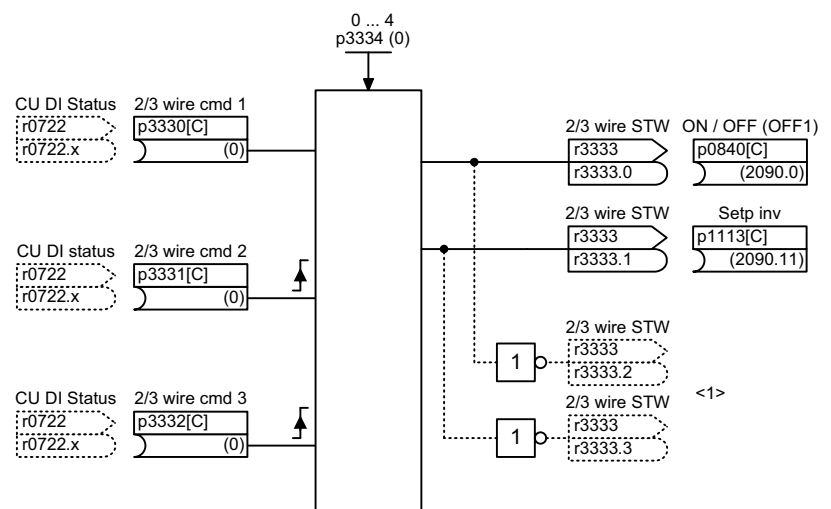 0 ... 4
p3334 (0)
CU DI Status
r0722
r0722.x
2/3 wire cmd 1
p3330[C]
(0)
2/3 wire STW
r3333
r3333.0
ON / OFF (OFF1)
p0840[C]
(2090.0)
2/3 wire STW
r3333
r3333.1
Setp inv
p1113[C]
(2090.11)
CU DI status
r0722
r0722.x
2/3 wire cmd 2
p3331[C]
(0)
1
2/3 wire STW
r3333
r3333.2
<1>
CU DI Status
r0722
r0722.x
2/3 wire cmd 3
p3332[C]
(0)
1
2/3 wire STW
r3333
r3333.3